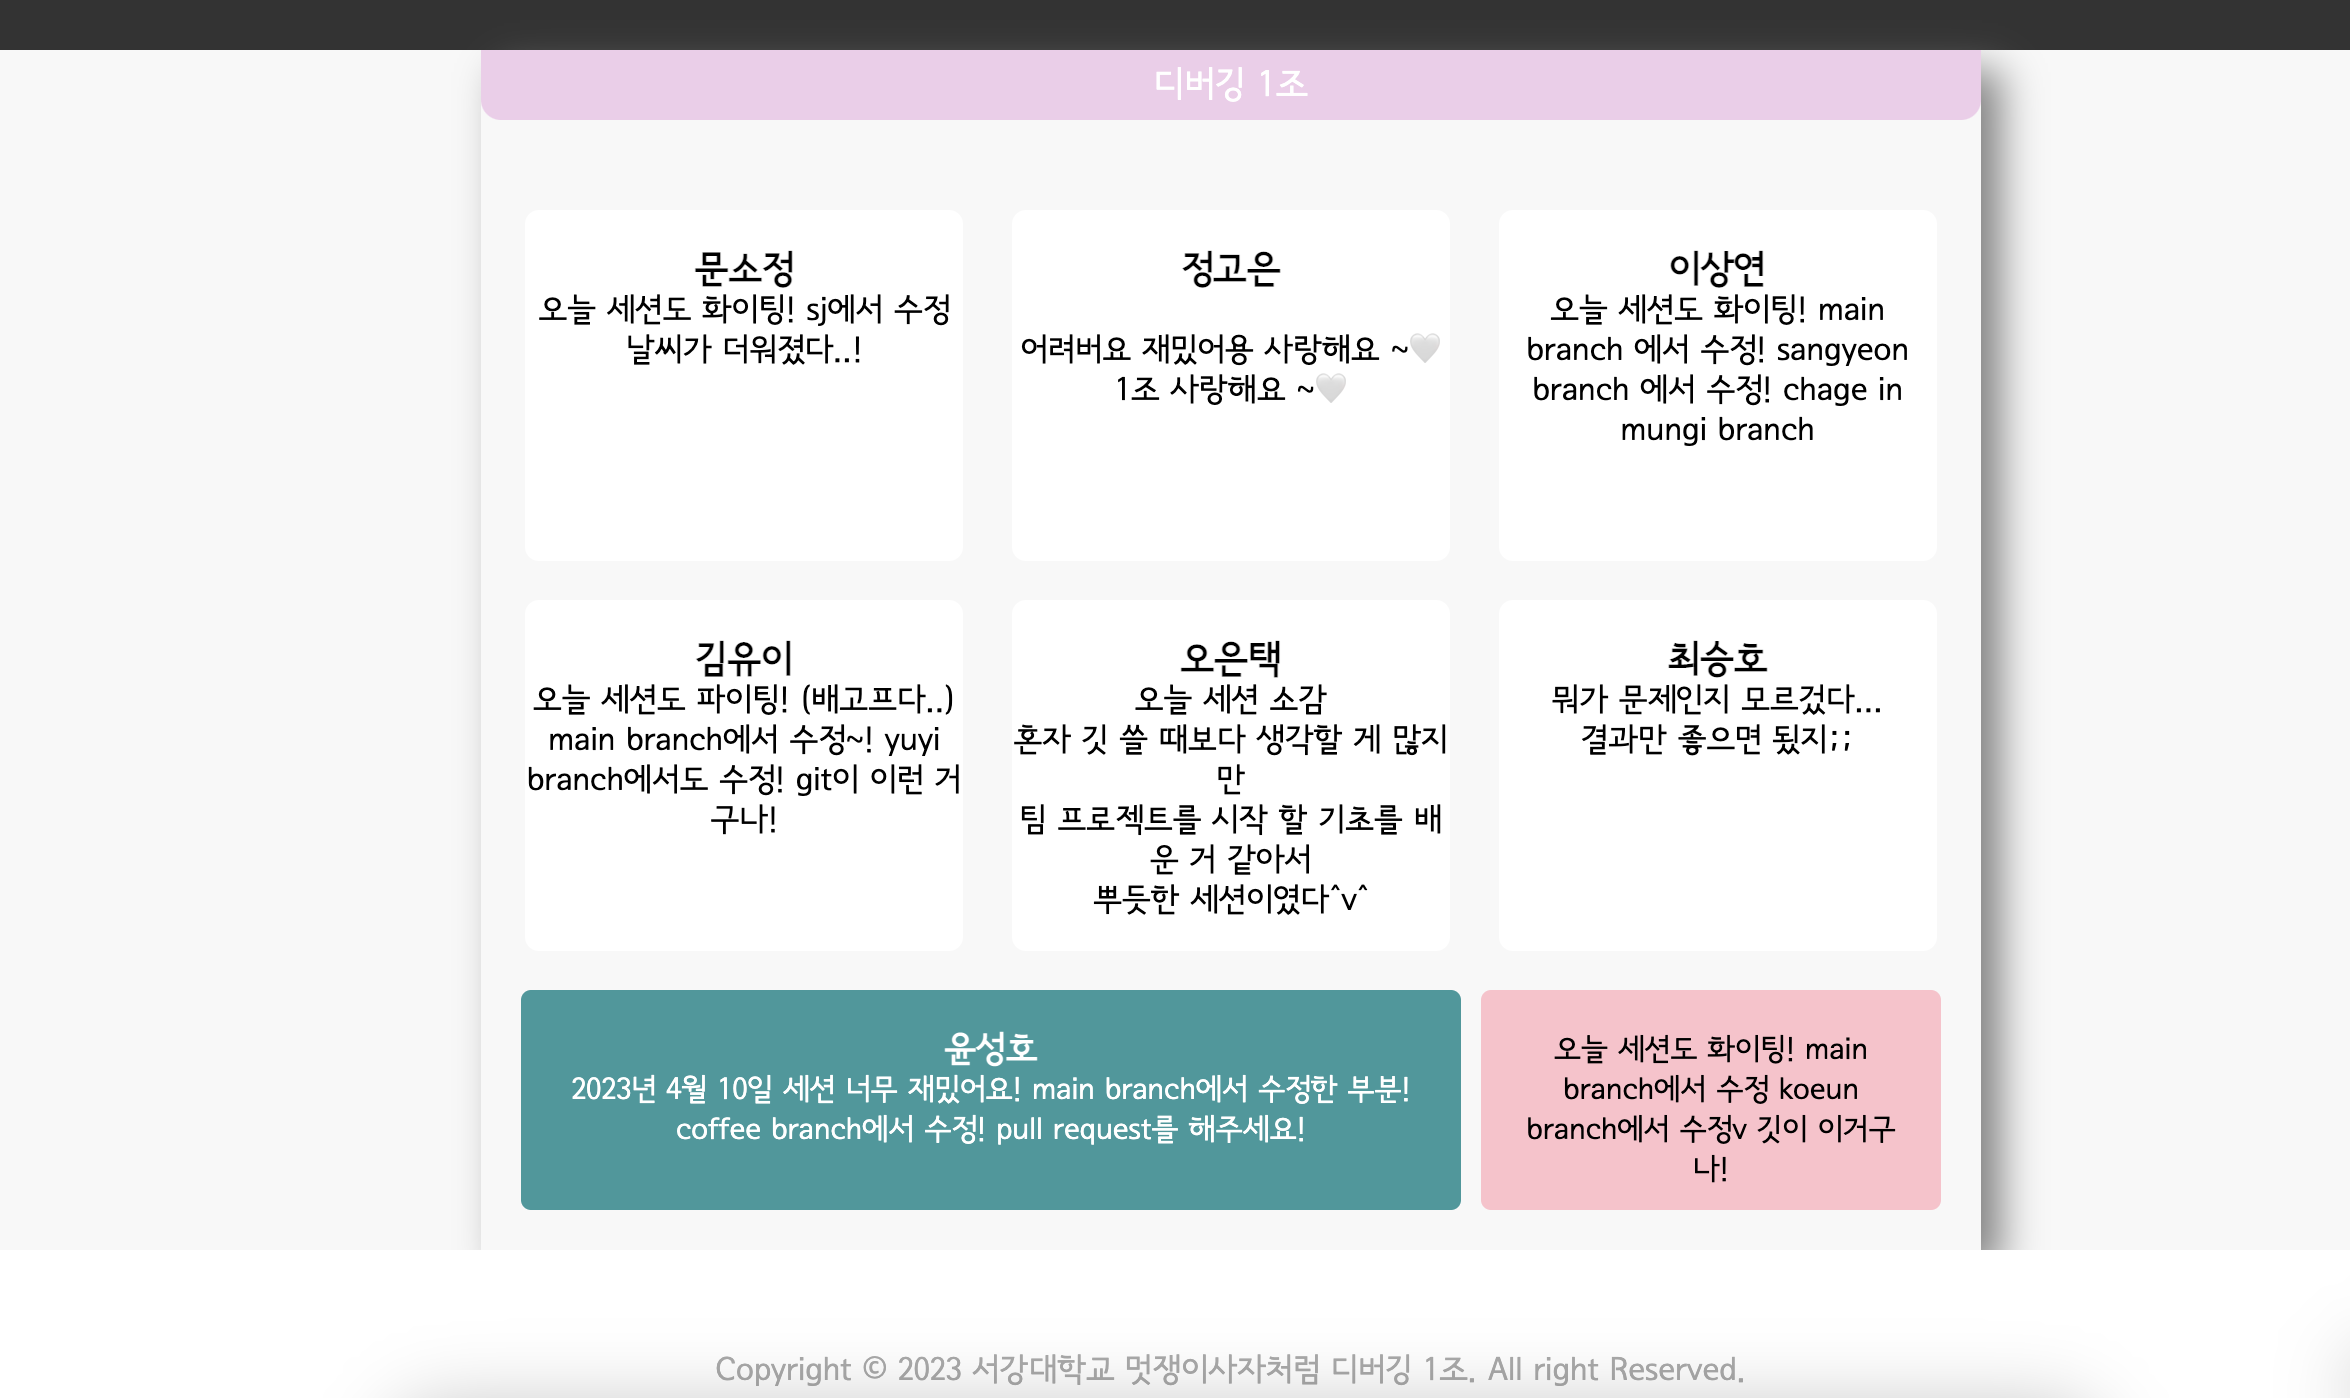 디버깅 1조
문소정
오늘 세션도 화이팅! sj에서 수정
날씨가 더워졌다..!
정고은
어려버요 재밌어용 사랑해요 ~🤍
1조 사랑해요 ~🤍
이상연
오늘 세션도 화이팅! main
branch 에서 수정! sangyeon
branch 에서 수정! chage in
mungi branch
김유이
오늘 세션도 파이팅! (배고프다..)
main branch에서 수정~! yuyi
branch에서도 수정! git이 이런 거
구나!
오은택
오늘 세션 소감
혼자 깃 쓸 때보다 생각할 게 많지
만
팀 프로젝트를 시작 할 기초를 배
운 거 같아서
뿌듯한 세션이였다^v^
최승호
뭐가 문제인지 모르겄다...
결과만 좋으면 됬지;;
윤성호
2023년 4월 10일 세션 너무 재밌어요! main branch에서 수정한 부분!
coffee branch에서 수정! pull request를 해주세요!
오늘 세션도 화이팅! main
branch에서 수정 koeun
branch에서 수정v 깃이 이거구
나!
Copyright © 2023 서강대학교 멋쟁이사자처럼 디버깅 1조. All right Reserved.